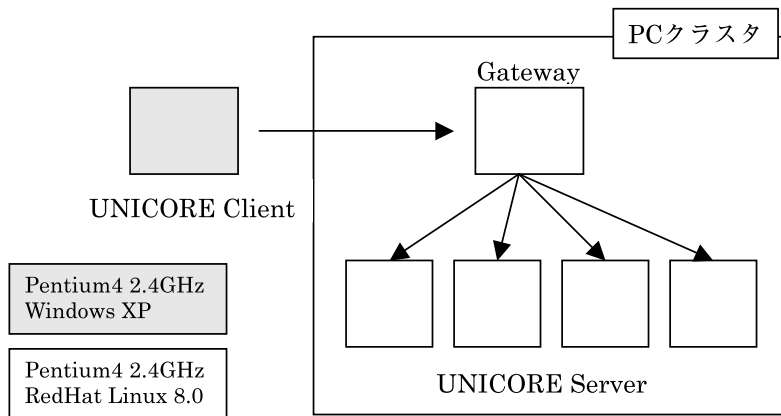 PCクラスタ
Gateway
UNICORE Client
Pentium4 2.4GHz
Windows XP
Pentium4 2.4GHz
RedHat Linux 8.0
UNICORE Server